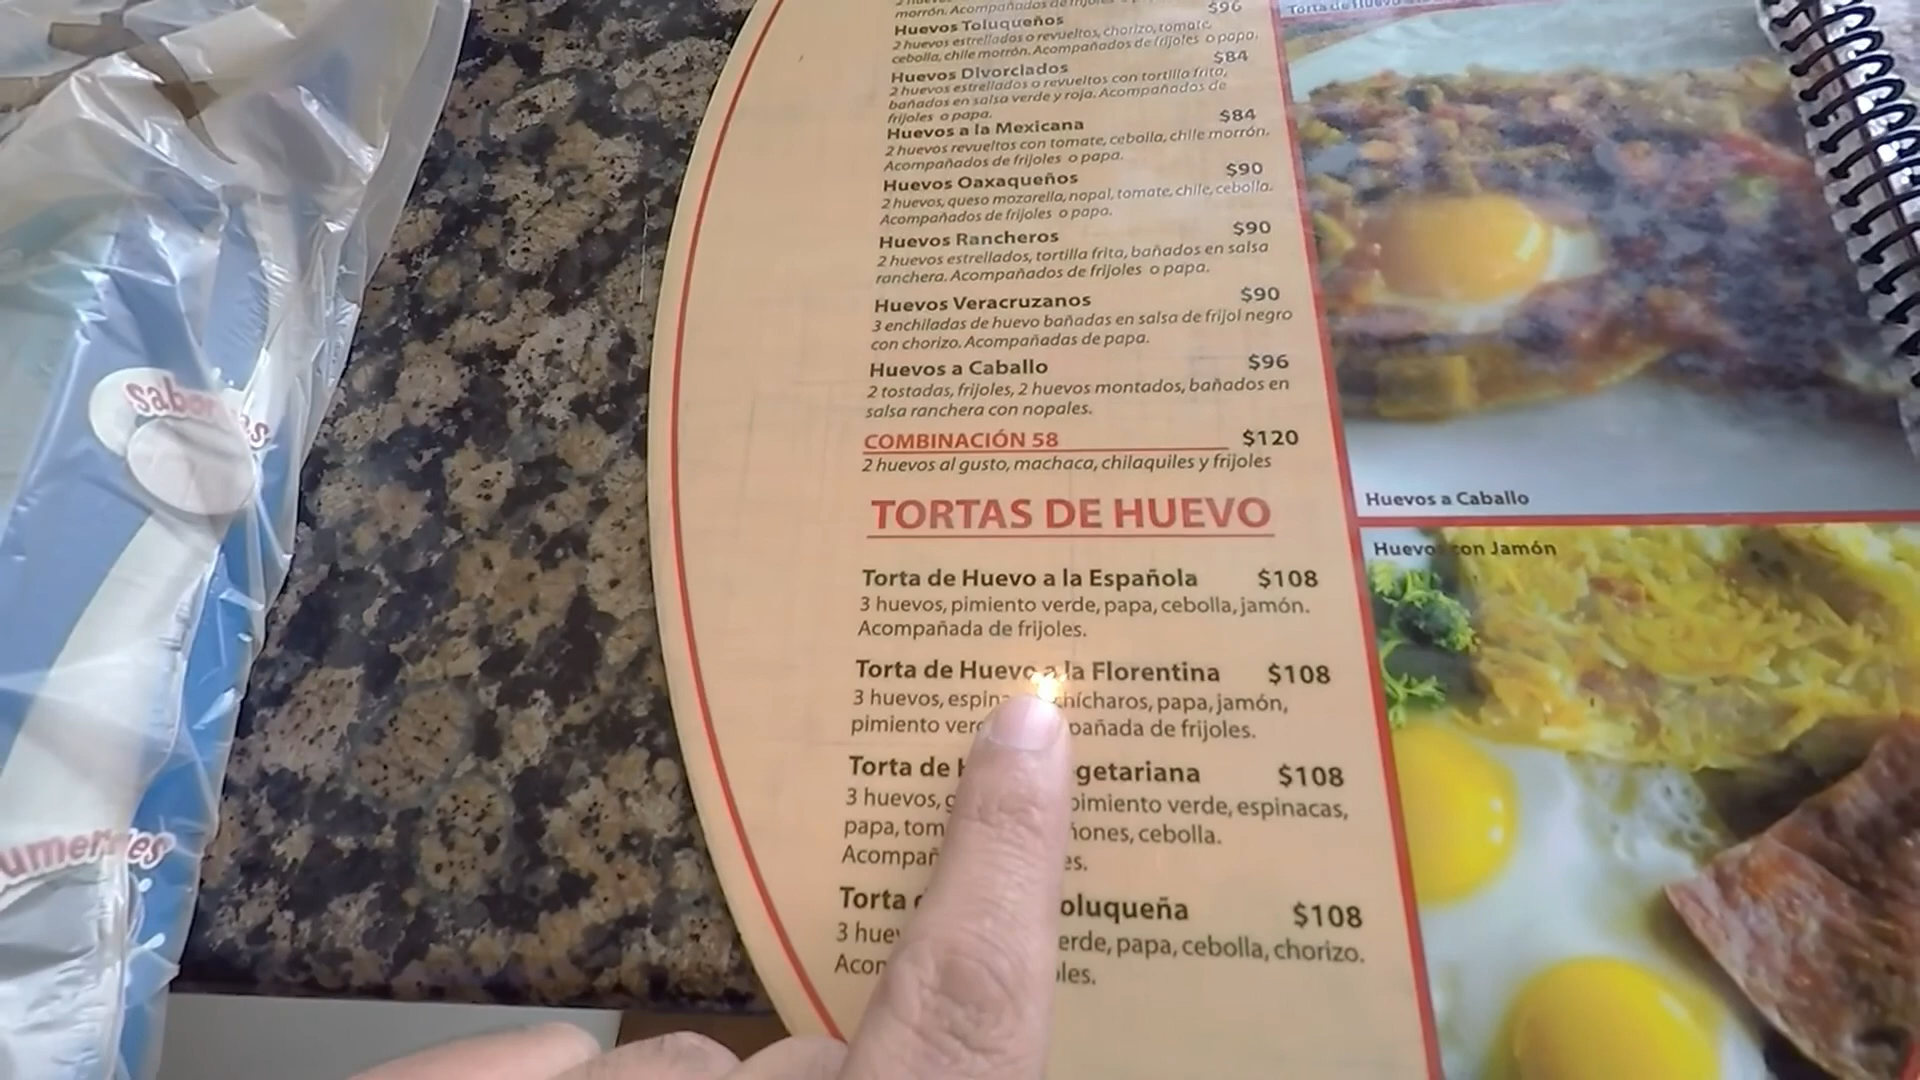 morrón. Acompañados de frijoles o papa.
$96
Huevos Toluqueños
2 huevos estrellados o revueltos, chorizo, tomate,
cebolla, chile morrón. Acompañados de frijoles o papa.
$84
Huevos Divorciados
2 huevos estrellados o revueltos con tortilla frita,
bañados en salsa verde y roja. Acompañados de
frijoles o papa.
Huevos a la Mexicana $84
2 huevos revueltos con tomate, cebolla, chile morrón.
Acompañados de frijoles o papa.
Huevos Oaxaqueños $90
2 huevos, queso mozarella, nopal, tomate, chile, cebolla.
Acompañados de frijoles o papa.
Huevos Rancheros $90
2 huevos estrellados, tortilla frita, bañados en salsa
ranchera. Acompañados de frijoles o papa.
Huevos Veracruzanos $90
3 enchiladas de huevo bañadas en salsa de frijol negro
con chorizo. Acompañadas de papa.
Huevos a Caballo $96
2 tostadas, frijoles, 2 huevos montados, bañados en
salsa ranchera con nopales.
COMBINACIÓN 58 $120
2 huevos al gusto, machaca, chilaquiles y frijoles
TORTAS DE HUEVO
Torta de Huevo a la Española $108
3 huevos, pimiento verde, papa, cebolla, jamón.
Acompañada de frijoles.
Torta de Huevo a la Florentina $108
3 huevos, chícharos, papa, jamón,
pimiento de frijoles.
Torta de $108
3 huevos, pimiento verde, espinacas,
papa, cebolla.
Torta $108
3 papa, cebolla, chorizo.
Torta de Huevo
Huevos a Caballo
Huevos con Jamón